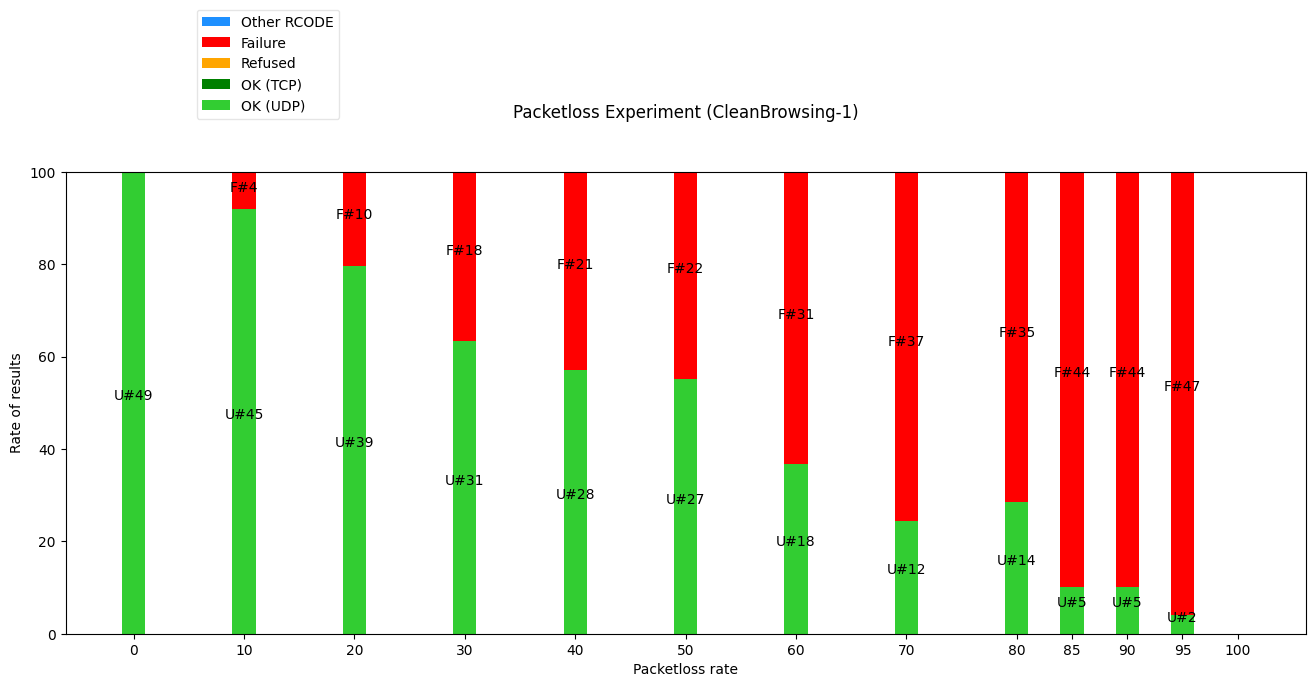 Other RCODE
Failure
Refused
OK (TCP)
OK (UDP)
Packetloss Experiment (CleanBrowsing-1)
Rate of results
100
80
60
40
20
0
F#4
F#10
F#18
F#21
F#22
F#31
F#37
F#35
F#44
F#44
F#47
U#49
U#45
U#39
U#31
U#28
U#27
U#18
U#12
U#14
U#5
U#5
U#2
0 10 20 30 40 50 60 70 80 85 90 95 100
Packetloss rate